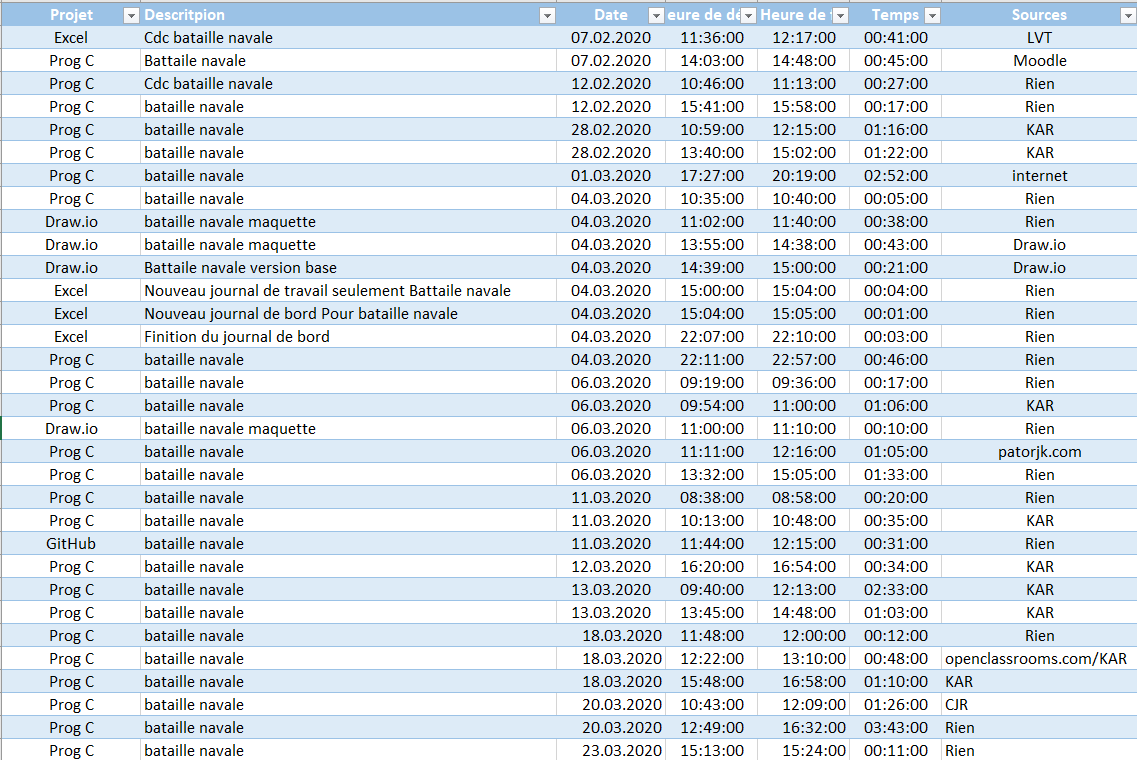 Projet Descritpion Date eure de de Heure de Temps Sources
Excel Cdc bataille navale 07.02.2020 11:36:00 12:17:00 00:41:00 LVT
Prog C Battaile navale 07.02.2020 14:03:00 14:48:00 00:45:00 Moodle
Prog C Cdc bataille navale 12.02.2020 10:46:00 11:13:00 00:27:00 Rien
Prog C bataille navale 12.02.2020 15:41:00 15:58:00 00:17:00 Rien
Prog C bataille navale 28.02.2020 10:59:00 12:15:00 01:16:00 KAR
Prog C bataille navale 28.02.2020 13:40:00 15:02:00 01:22:00 KAR
Prog C bataille navale 01.03.2020 17:27:00 20:19:00 02:52:00 internet
Prog C bataille navale 04.03.2020 10:35:00 10:40:00 00:05:00 Rien
Draw.io bataille navale maquette 04.03.2020 11:02:00 11:40:00 00:38:00 Rien
Draw.io bataille navale maquette 04.03.2020 13:55:00 14:38:00 00:43:00 Draw.io
Draw.io Battaile navale version base 04.03.2020 14:39:00 15:00:00 00:21:00 Draw.io
Excel Nouveau journal de travail seulement Battaile navale 04.03.2020 15:00:00 15:04:00 00:04:00 Rien
Excel Nouveau journal de bord Pour bataille navale 04.03.2020 15:04:00 15:05:00 00:01:00 Rien
Excel Finition du journal de bord 04.03.2020 22:07:00 22:10:00 00:03:00 Rien
Prog C bataille navale 04.03.2020 22:11:00 22:57:00 00:46:00 Rien
Prog C bataille navale 06.03.2020 09:19:00 09:36:00 00:17:00 Rien
Prog C bataille navale 06.03.2020 09:54:00 11:00:00 01:06:00 KAR
Draw.io bataille navale maquette 06.03.2020 11:00:00 11:10:00 00:10:00 Rien
Prog C bataille navale 06.03.2020 11:11:00 12:16:00 01:05:00 patorjk.com
Prog C bataille navale 06.03.2020 13:32:00 15:05:00 01:33:00 Rien
Prog C bataille navale 11.03.2020 08:38:00 08:58:00 00:20:00 Rien
Prog C bataille navale 11.03.2020 10:13:00 10:48:00 00:35:00 KAR
GitHub bataille navale 11.03.2020 11:44:00 12:15:00 00:31:00 Rien
Prog C bataille navale 12.03.2020 16:20:00 16:54:00 00:34:00 KAR
Prog C bataille navale 13.03.2020 09:40:00 12:13:00 02:33:00 KAR
Prog C bataille navale 13.03.2020 13:45:00 14:48:00 01:03:00 KAR
Prog C bataille navale 18.03.2020 11:48:00 12:00:00 00:12:00 Rien
Prog C bataille navale 18.03.2020 12:22:00 13:10:00 00:48:00 openclassrooms.com/KAR
Prog C bataille navale 18.03.2020 15:48:00 16:58:00 01:10:00 KAR
Prog C bataille navale 20.03.2020 10:43:00 12:09:00 01:26:00 CJR
Prog C bataille navale 20.03.2020 12:49:00 16:32:00 03:43:00 Rien
Prog C bataille navale 23.03.2020 15:13:00 15:24:00 00:11:00 Rien